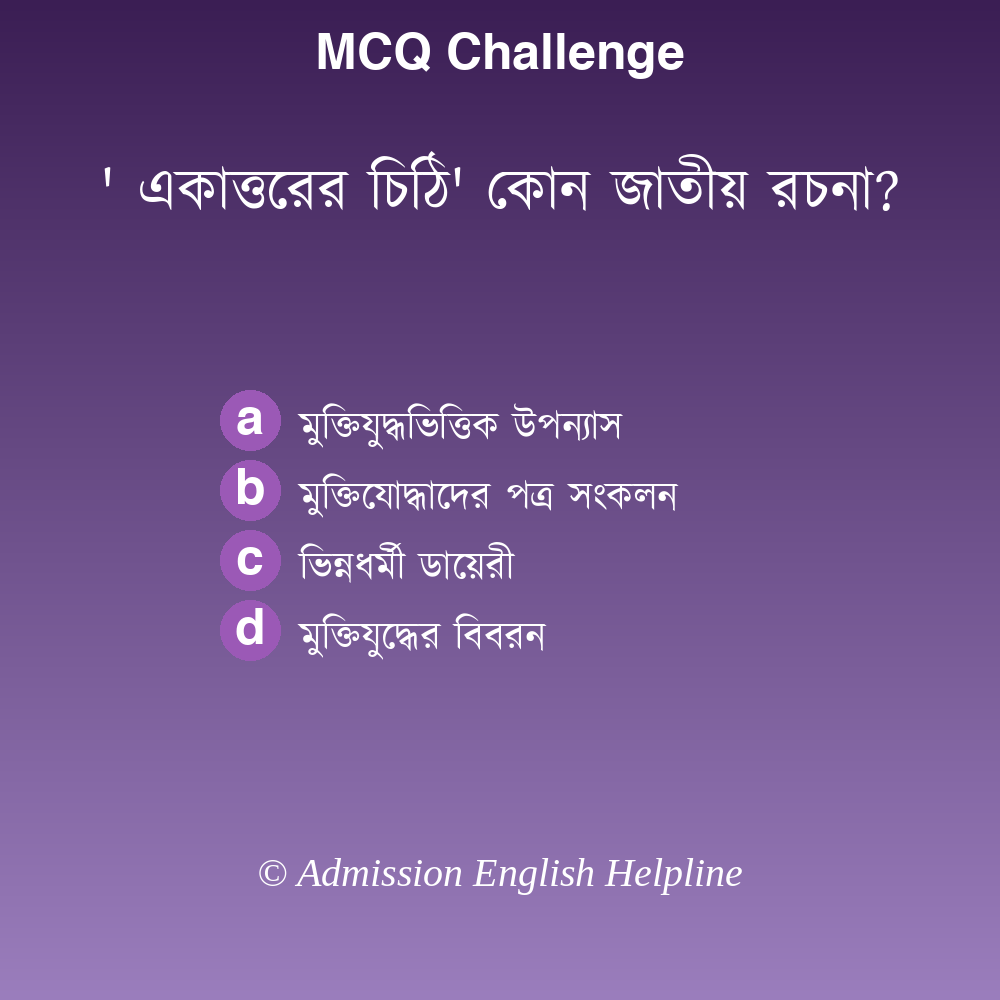 MCQ Challenge
' একাত্তরের চিঠি' কোন জাতীয় রচনা?
a মুক্তিযুদ্ধভিত্তিক উপন্যাস
b মুক্তিযোদ্ধাদের পত্র সংকলন
c ভিন্নধর্মী ডায়েরী
d মুক্তিযুদ্ধের বিবরন
© Admission English Helpline